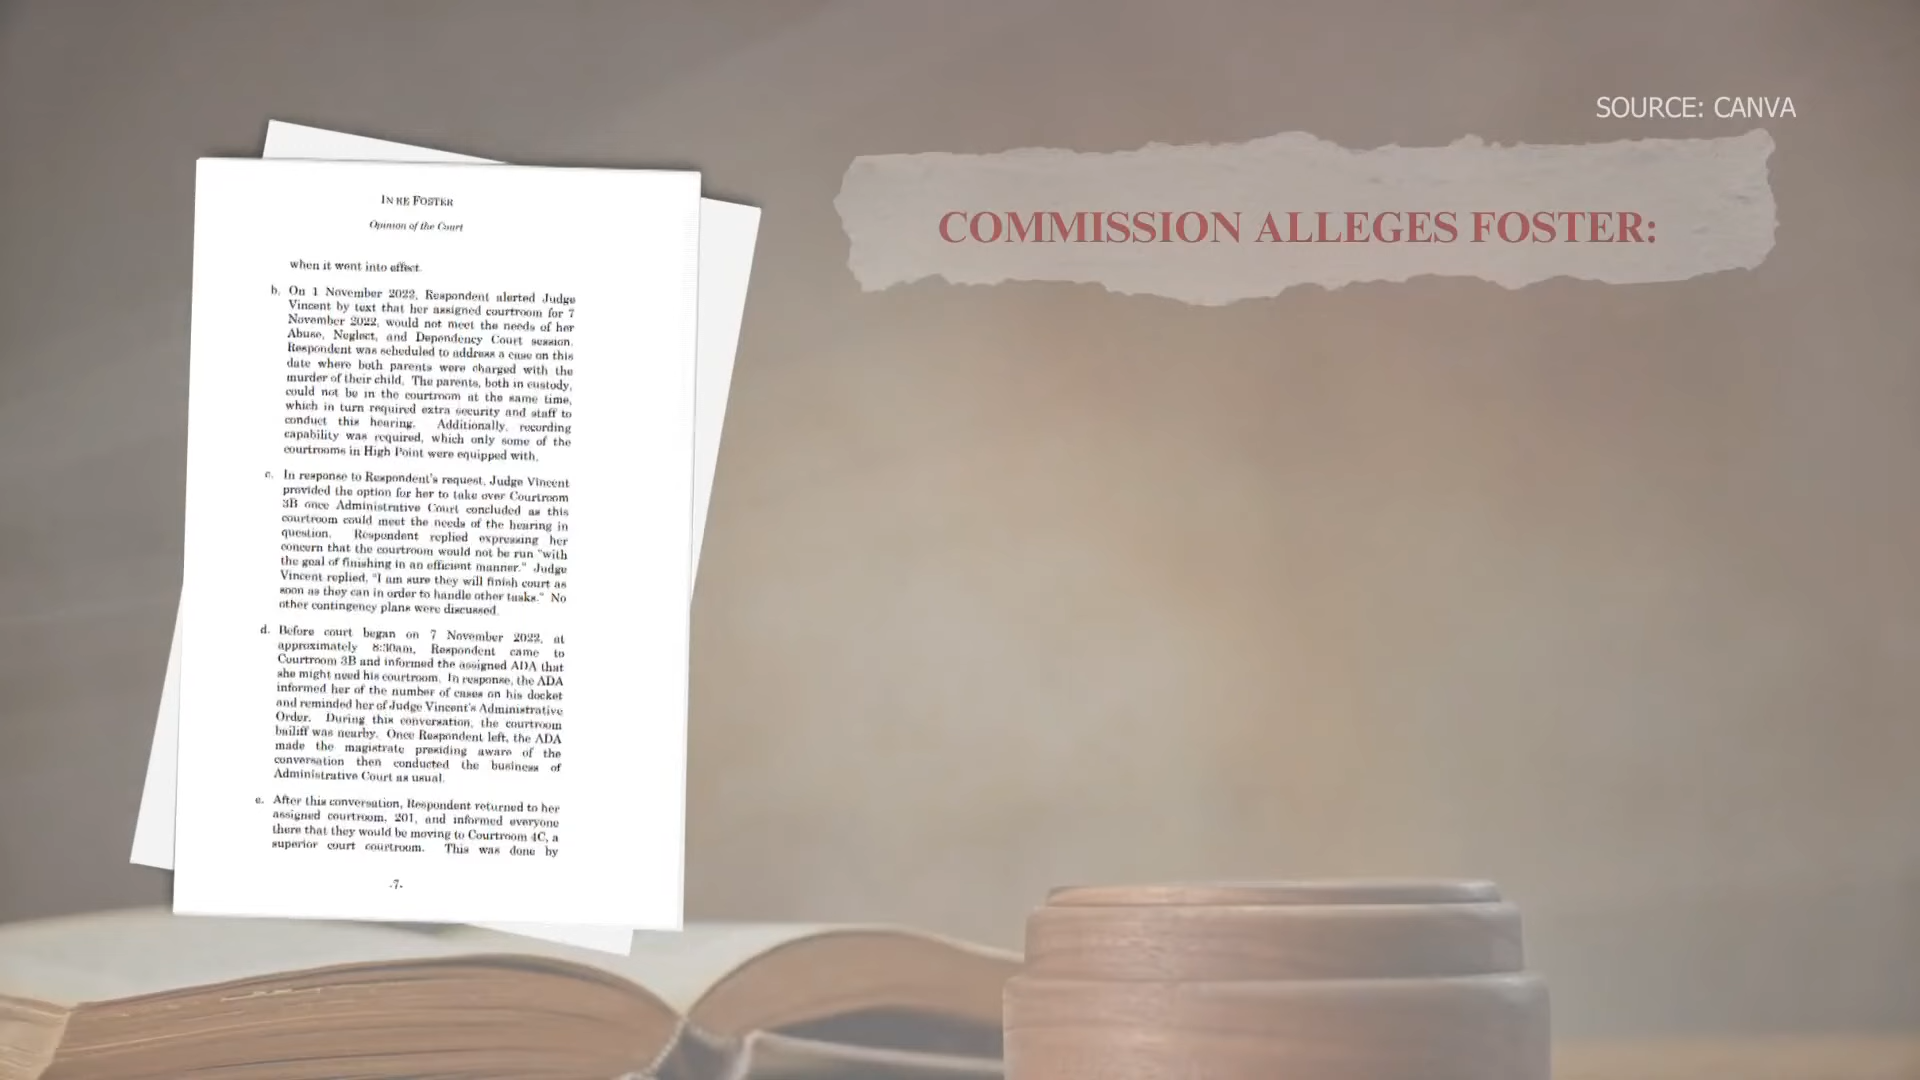 SOURCE: CANVA
COMMISSION ALLEGES FOSTER:
IN RE FOSTER
Opinion of the Court
when it went into effect.
b. On 1 November 2022, Respondent alerted Judge
Vincent by text that her assigned courtroom for 7
November 2022, would not meet the needs of her
Abuse, Neglect, and Dependency Court session.
Respondent was scheduled to address a case on this
date where both parents were charged with the
murder of their child. The parents, both in custody,
could not be in the courtroom at the same time,
which in turn required extra security and staff to
conduct this hearing. Additionally, recording
capability was required, which only some of the
courtrooms in High Point were equipped with.
c. In response to Respondent's request, Judge Vincent
provided the option for her to take over Courtroom
3B once Administrative Court concluded as this
courtroom could meet the needs of the hearing in
question. Respondent replied expressing her
concern that the courtroom would not be run "with
the goal of finishing in an efficient manner." Judge
Vincent replied, "I am sure they will finish court as
soon as they can in order to handle other tasks." No
other contingency plans were discussed.
d. Before court began on 7 November 2022, at
approximately 8:30am, Respondent came to
Courtroom 3B and informed the assigned ADA that
she might need his courtroom. In response, the ADA
informed her of the number of cases on his docket
and reminded her of Judge Vincent's Administrative
Order. During this conversation, the courtroom
bailiff was nearby. Once Respondent left, the ADA
made the magistrate presiding aware of the
conversation then conducted the business of
Administrative Court as usual.
e. After this conversation, Respondent returned to her
assigned courtroom, 201, and informed everyone
there that they would be moving to Courtroom 4C, a
superior court courtroom. This was done by
-7-